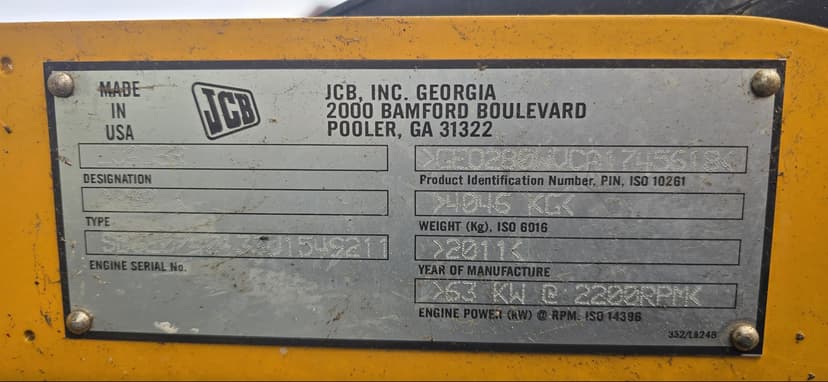 MADE
IN
USA
JCB
JCB, INC. GEORGIA
2000 BAMFORD BOULEVARD
POOLER, GA 31322
DESIGNATION
TYPE
ENGINE SERIAL No.
Product Identification Number, PIN, ISO 10261
>4046 KG<
WEIGHT (Kg), ISO 6016
>2011<
YEAR OF MANUFACTURE
>63 KW @ 2200RPM<
ENGINE POWER (kW) @ RPM. ISO 14396